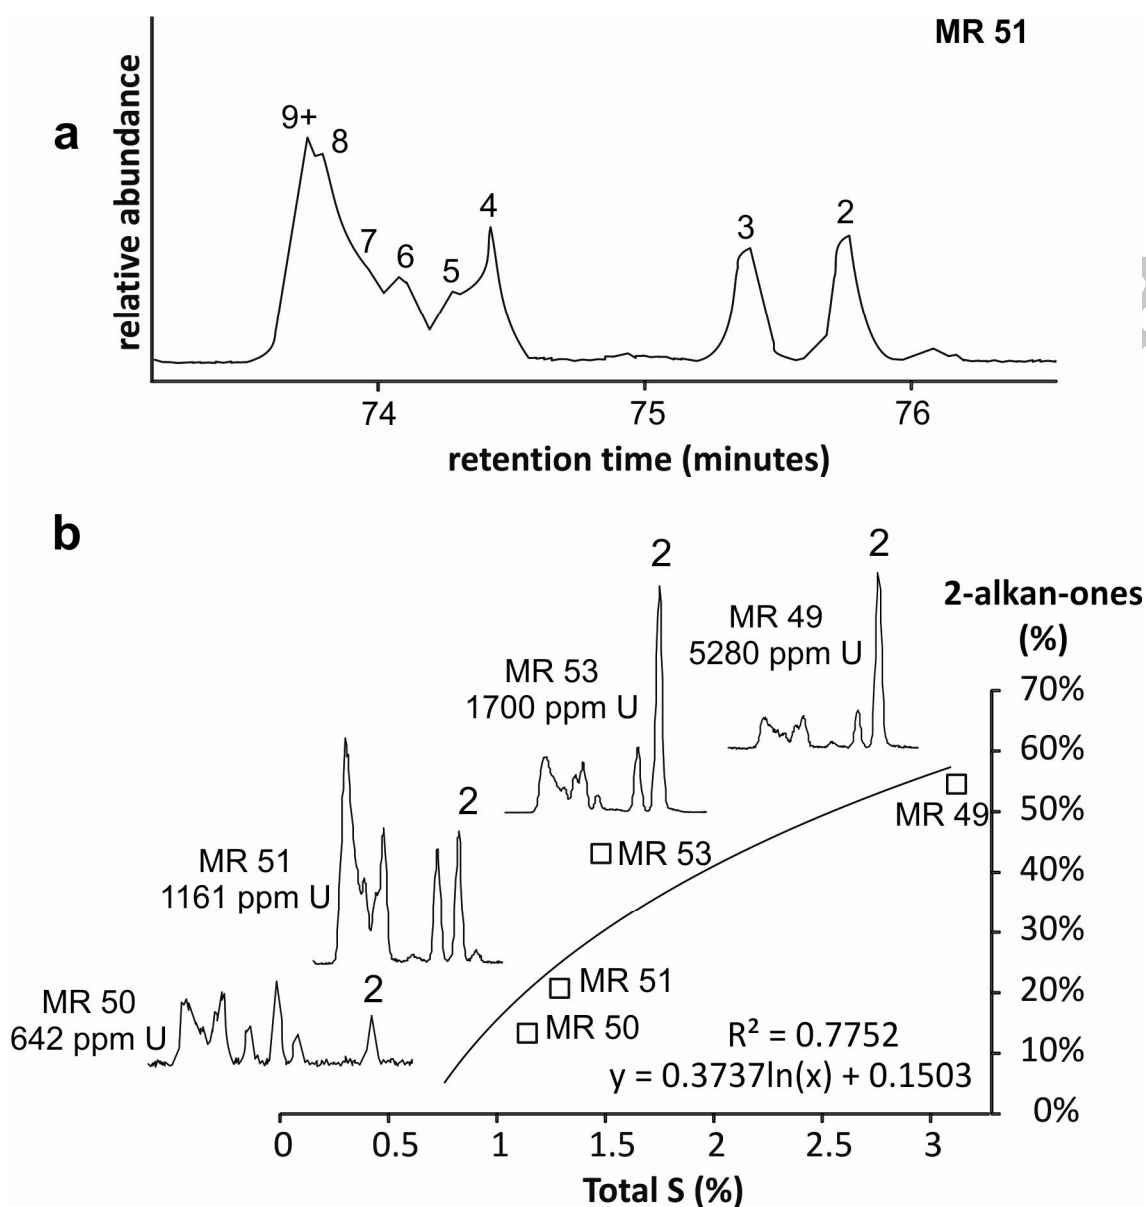 MR 51
a
relative abundance
9+
8
7
6
5
4
3
2
74
75
76
retention time (minutes)
b
2
2
2-alkan-ones
(%)
MR 49
5280 ppm U
MR 53
1700 ppm U
70%
60%
50%
40%
30%
20%
10%
0%
MR 49
MR 53
2
MR 51
1161 ppm U
MR 51
2
MR 50
642 ppm U
MR 50
R² = 0.7752
y = 0.3737ln(x) + 0.1503
0
0.5
1
1.5
2
2.5
3
Total S (%)